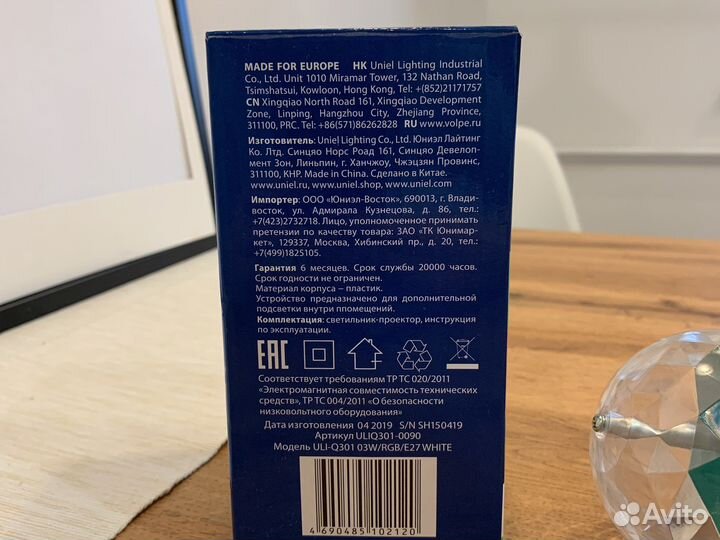 MADE FOR EUROPE HK Uniel Lighting Industrial
Co., Ltd. Unit 1010 Miramar Tower, 132 Nathan Road,
Tsimshatsui, Kowloon, Hong Kong, Tel +(852)21171757
CN Xingqiao North Road 161, Xingqiao Development
Zone, Linping, Hangzhou City, Zhejiang Province,
311100, PRC. Tel +86(571)86262828 RU www.volpe.ru
Изготовитель: Uniel Lighting Co., Ltd. Юниэл Лайтинг
Ко. Лтд. Синцяо Норс Роад 161, Синцяо Девелоп-
мент Зон, Линьпин, г. Ханчжоу, Чжэцзян Провинс,
311100, КНР. Made in China. Сделано в Китае.
www.uniel.ru, www.uniel.shop, www.uniel.com
Импортер: ООО «Юниэл-Восток», 690013, г. Влади-
восток, ул. Адмирала Кузнецова, д. 86, тел.:
+7(423)2732718. Лицо, уполномоченное принимать
претензии по качеству товара: ЗАО «ТК Юнимар-
кет», 129337, Москва, Хибинский пр., д. 20, тел.:
+7(499)1825105.
Гарантия 6 месяцев. Срок службы 20000 часов.
Срок годности не ограничен.
Материал корпуса – пластик.
Устройство предназначено для дополнительной
подсветки внутри ппомещений.
Комплектация: светильник-проектор, инструкция
по эксплуатации.
ЕАС
Соответствует требованиям ТР ТС 020/2011
«Электромагнитная совместимость технических
средств», ТР ТС 004/2011 «О безопасности
низковольтного оборудования»
Дата изготовления 04 2019 S/N SH150419
Артикул ULIQ301-0090
Модель ULI-Q301 03W/RGB/E27 WHITE
4 690485 102120
Avito